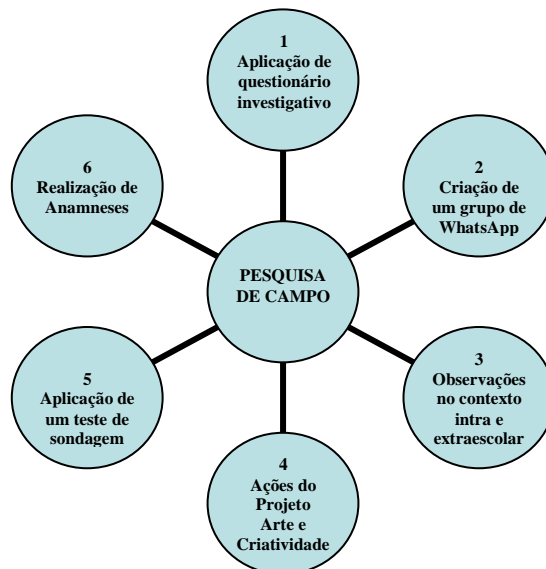 1
Aplicação de
questionário
investigativo
2
Criação de
um grupo de
WhatsApp
3
Observações
no contexto
intra e
extraescolar
4
Ações do
Projeto
Arte e
Criatividade
5
Aplicação de
um teste de
sondagem
6
Realização de
Anamneses
PESQUISA
DE CAMPO